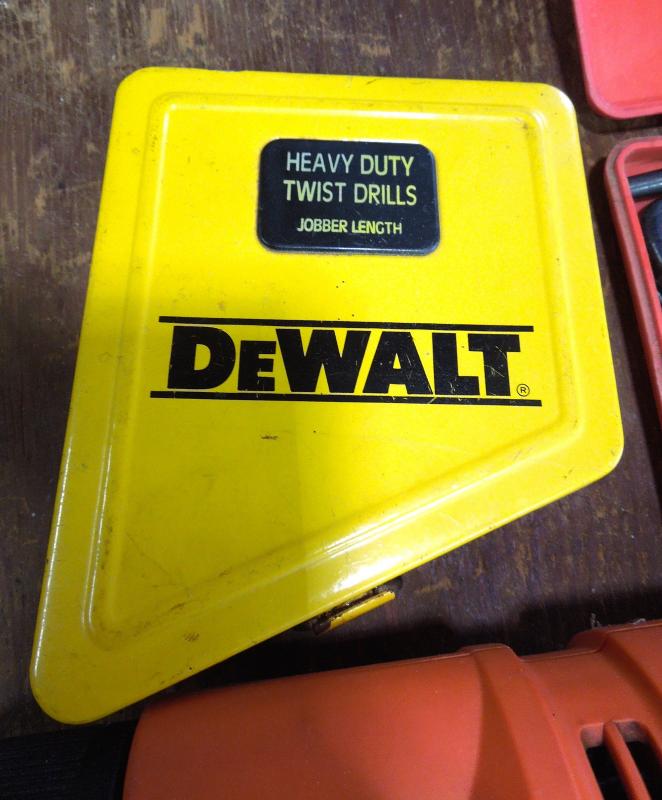 HEAVY DUTY
TWIST DRILLS
JOBBER LENGTH
DEWALT®